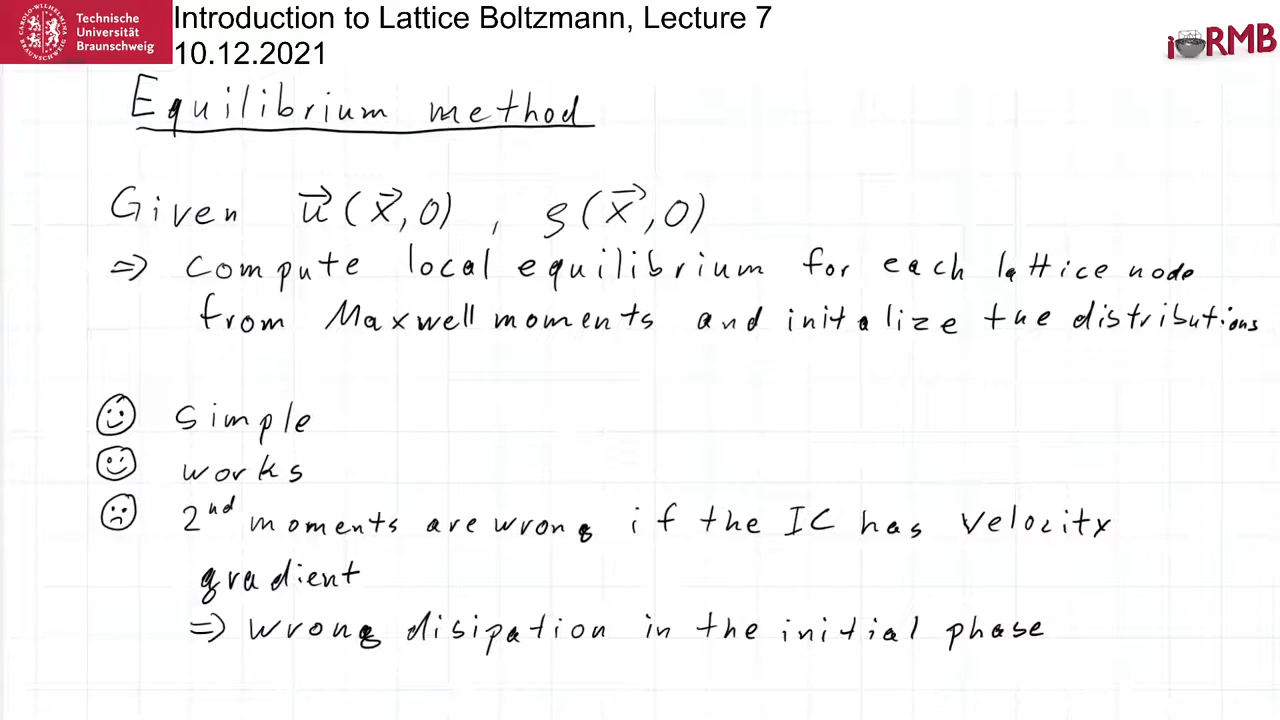 Technische
Universität
Braunschweig
Introduction to Lattice Boltzmann, Lecture 7
10.12.2021
iRMB
Equilibrium method
Given u⃗(x⃗,0) , ρ(x⃗,0)
⇒ compute local equilibrium for each lattice node
from Maxwell moments and initalize the distributions
☺ simple
☺ works
☹ 2nd moments are wrong if the IC has velocity
gradient
⇒ wrong disipation in the initial phase